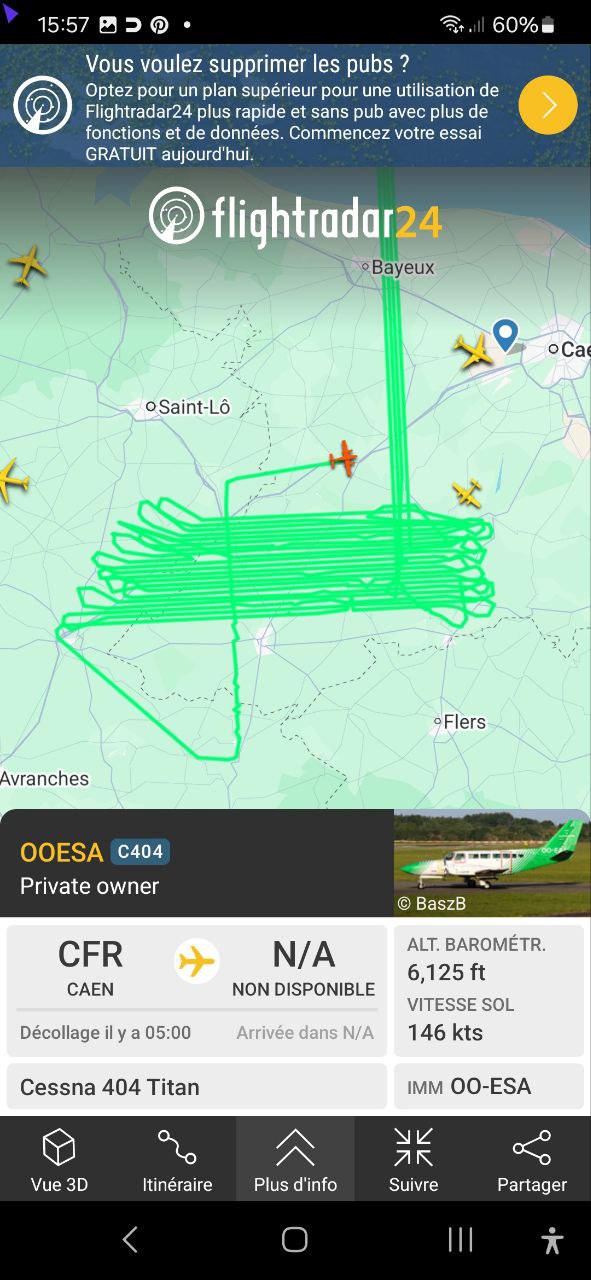 15:57
60%
Vous voulez supprimer les pubs ?
Optez pour un plan supérieur pour une utilisation de
Flightradar24 plus rapide et sans pub avec plus de
fonctions et de données. Commencez votre essai
GRATUIT aujourd'hui.
flightradar24
Bayeux
Cae
Saint-Lô
Flers
Avranches
OOESA C404
Private owner
© BaszB
CFR
CAEN
N/A
NON DISPONIBLE
Décollage il y a 05:00
Arrivée dans N/A
ALT. BAROMÉTR.
6,125 ft
VITESSE SOL
146 kts
Cessna 404 Titan
IMM OO-ESA
Vue 3D
Itinéraire
Plus d'info
Suivre
Partager